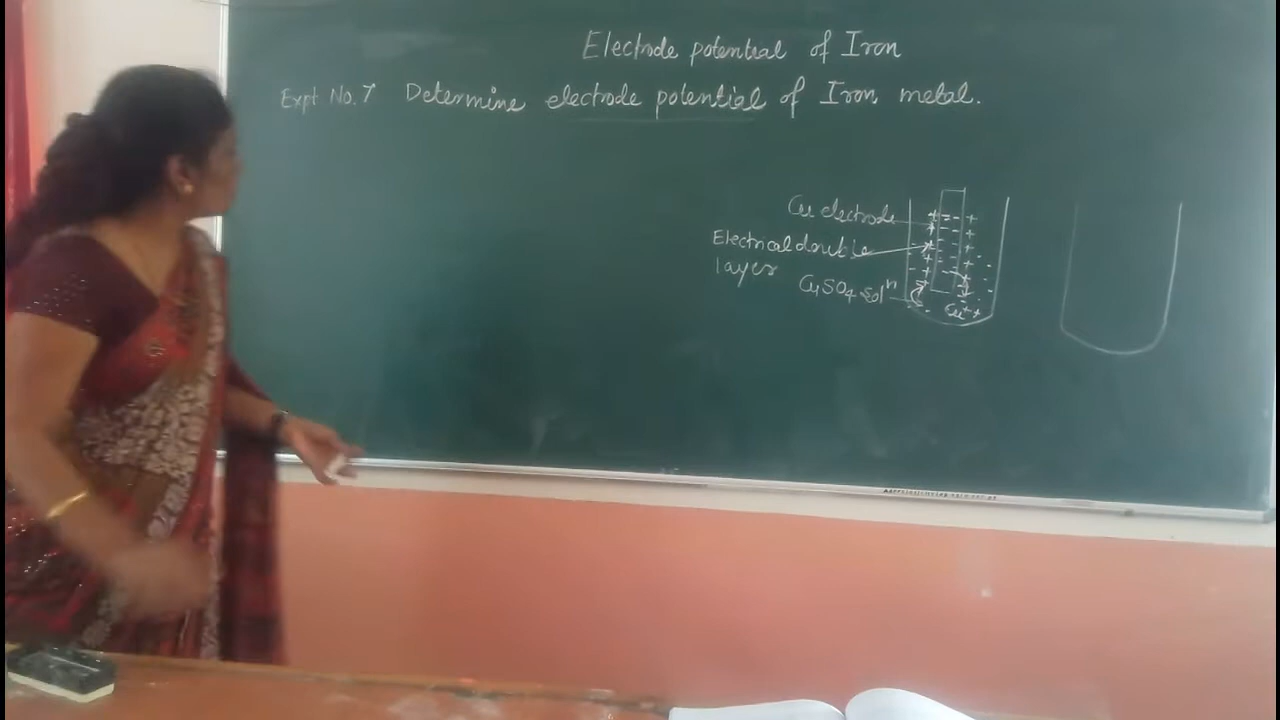 Electrode potential of Iron
Expt No. 7 Determine electrode potential of Iron metal.
Cu electrode
Electrical double
layer
CuSO4 solⁿ
Cu++